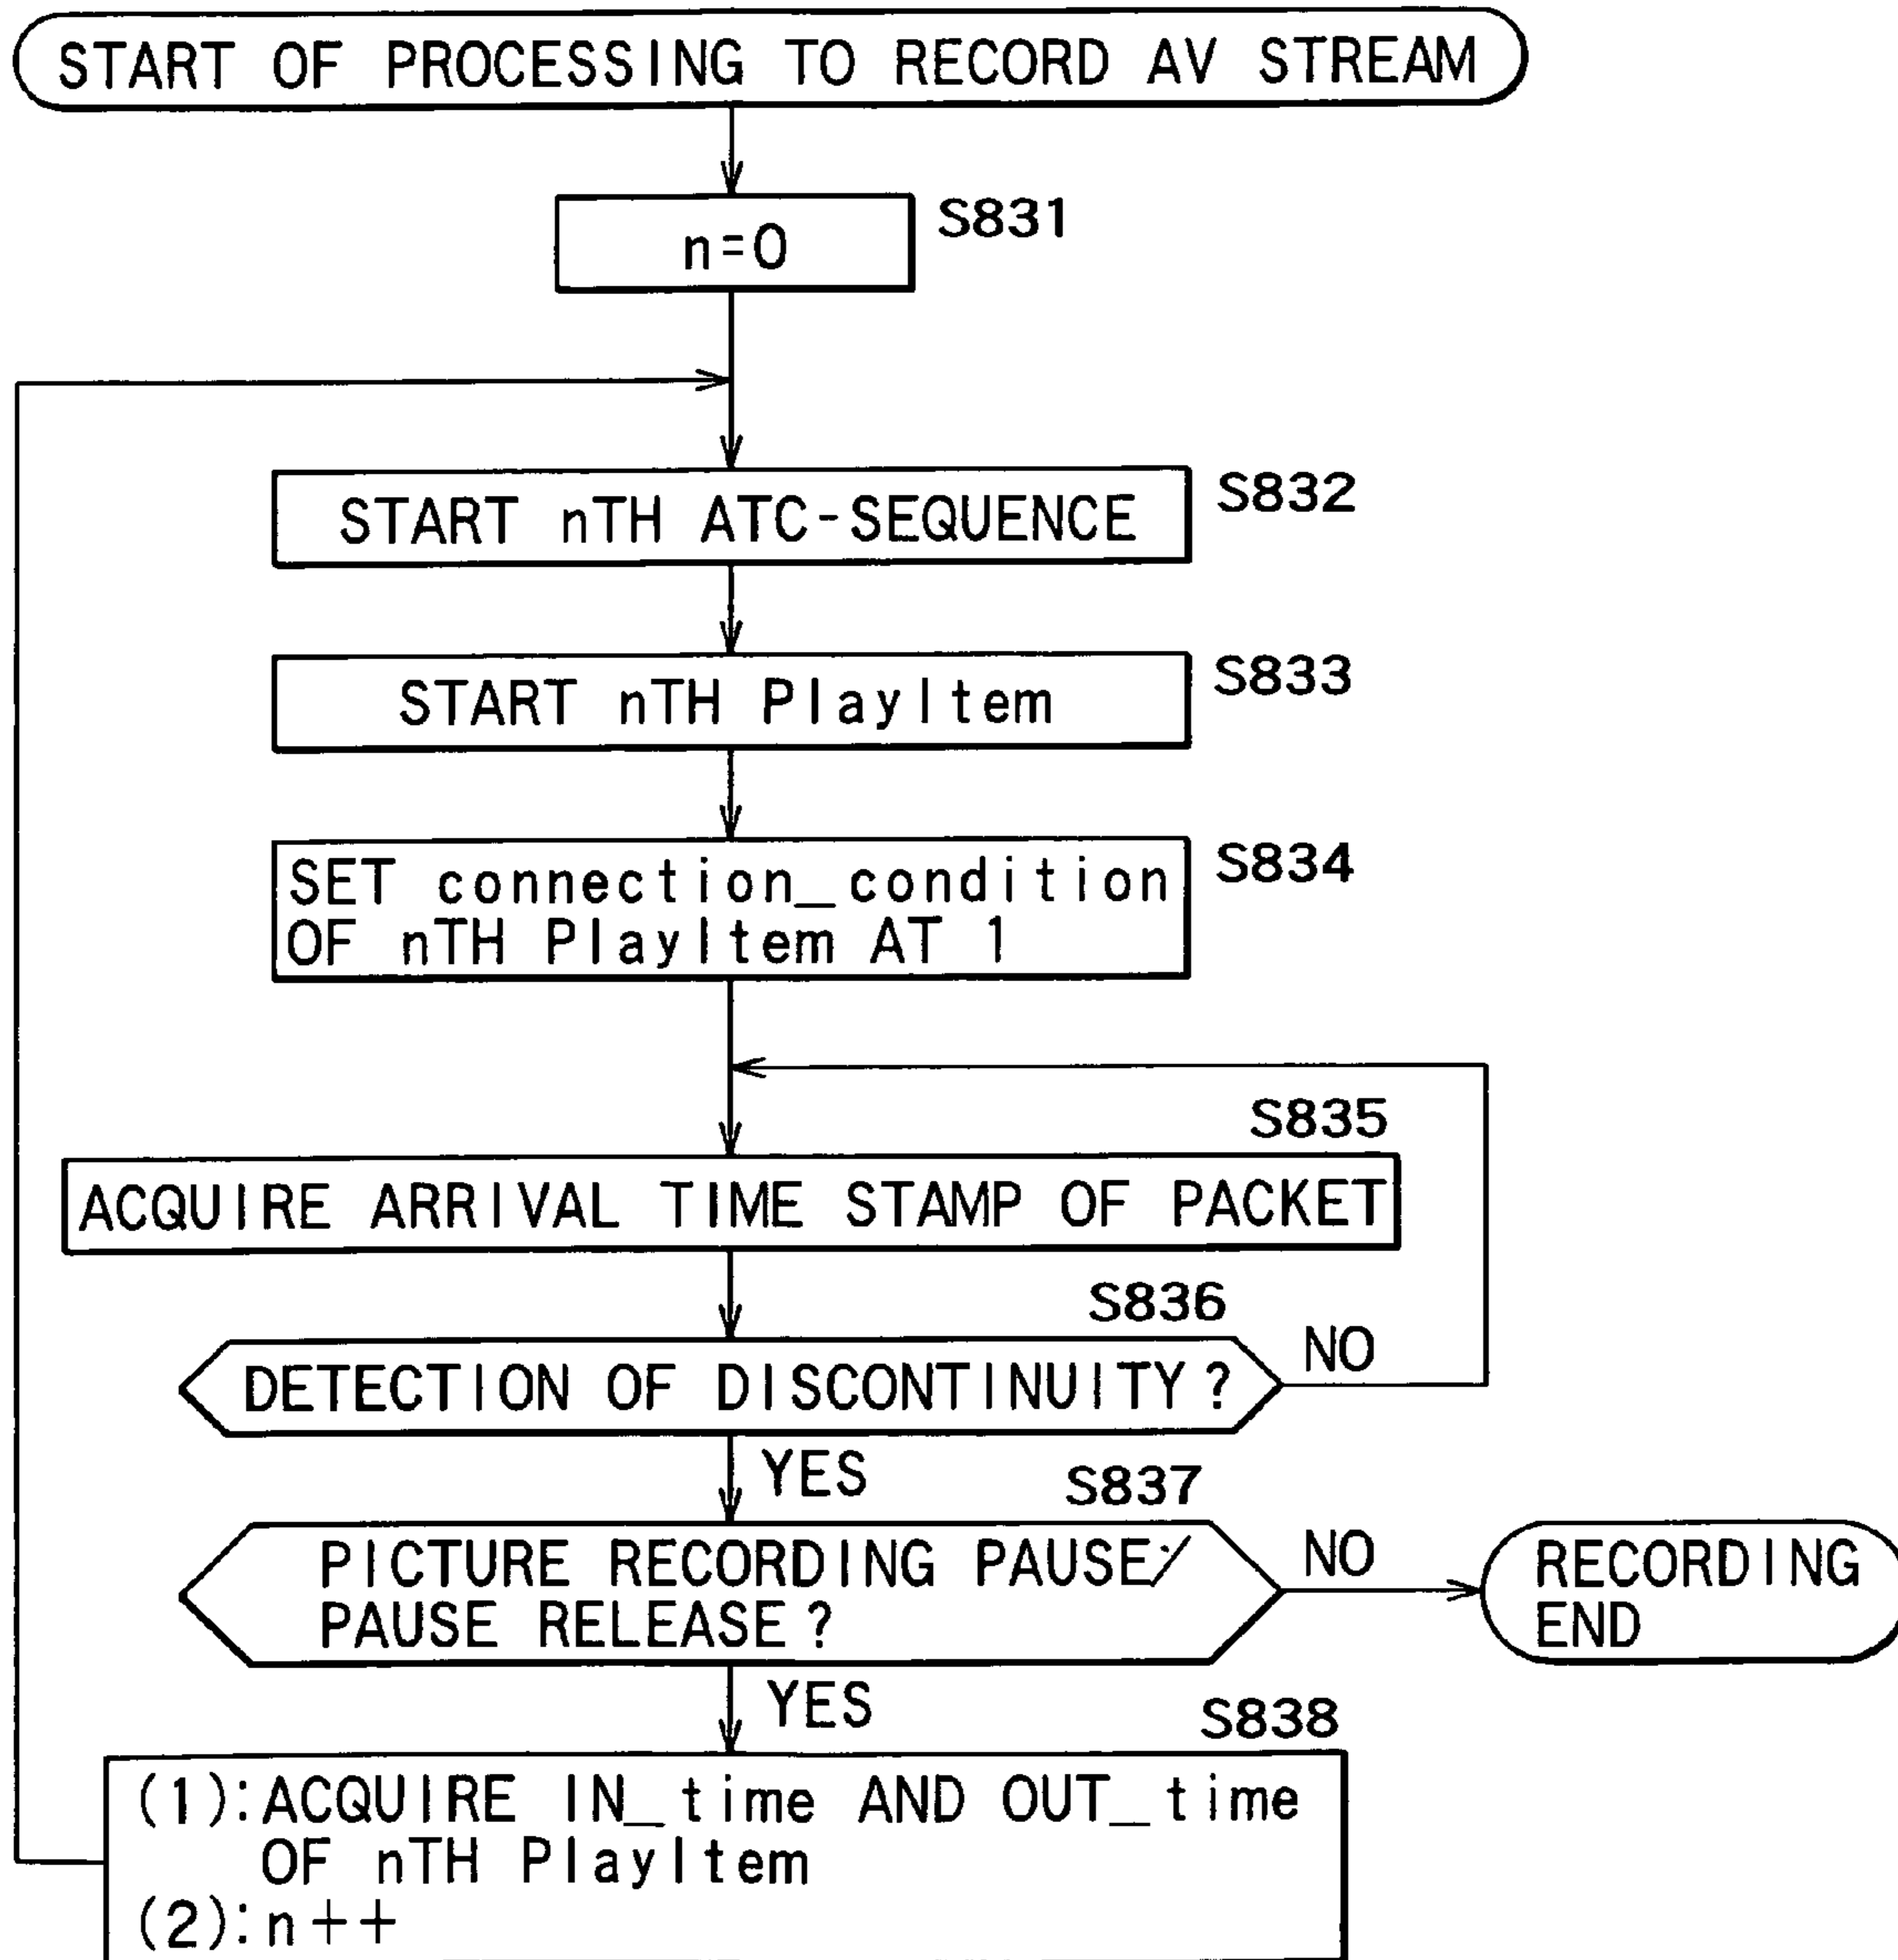 START OF PROCESSING TO RECORD AV STREAM
n=0
S831
START nTH ATC-SEQUENCE
S832
START nTH PlayItem
S833
SET connection_condition
OF nTH PlayItem AT 1
S834
S835
ACQUIRE ARRIVAL TIME STAMP OF PACKET
S836
DETECTION OF DISCONTINUITY?
NO
YES
S837
PICTURE RECORDING PAUSE/
PAUSE RELEASE?
NO
RECORDING
END
YES
S838
(1):ACQUIRE IN_time AND OUT_time
OF nTH PlayItem
(2):n++